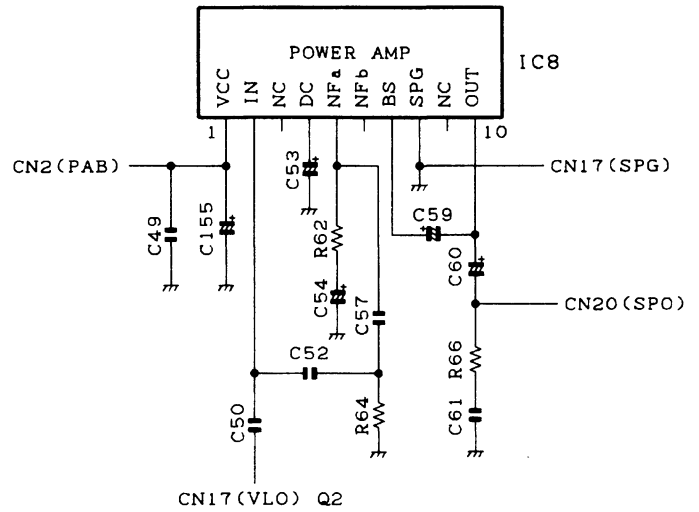 POWER AMP
IC8
VCC
IN
NC
DC
NFa
NFb
BS
SPG
NC
OUT
1
10
CN2(PAB)
C53
CN17(SPG)
C49
C155
R62
C59
C60
C54
C57
CN20(SPO)
C52
R66
C50
R64
C61
CN17(VLO) Q2